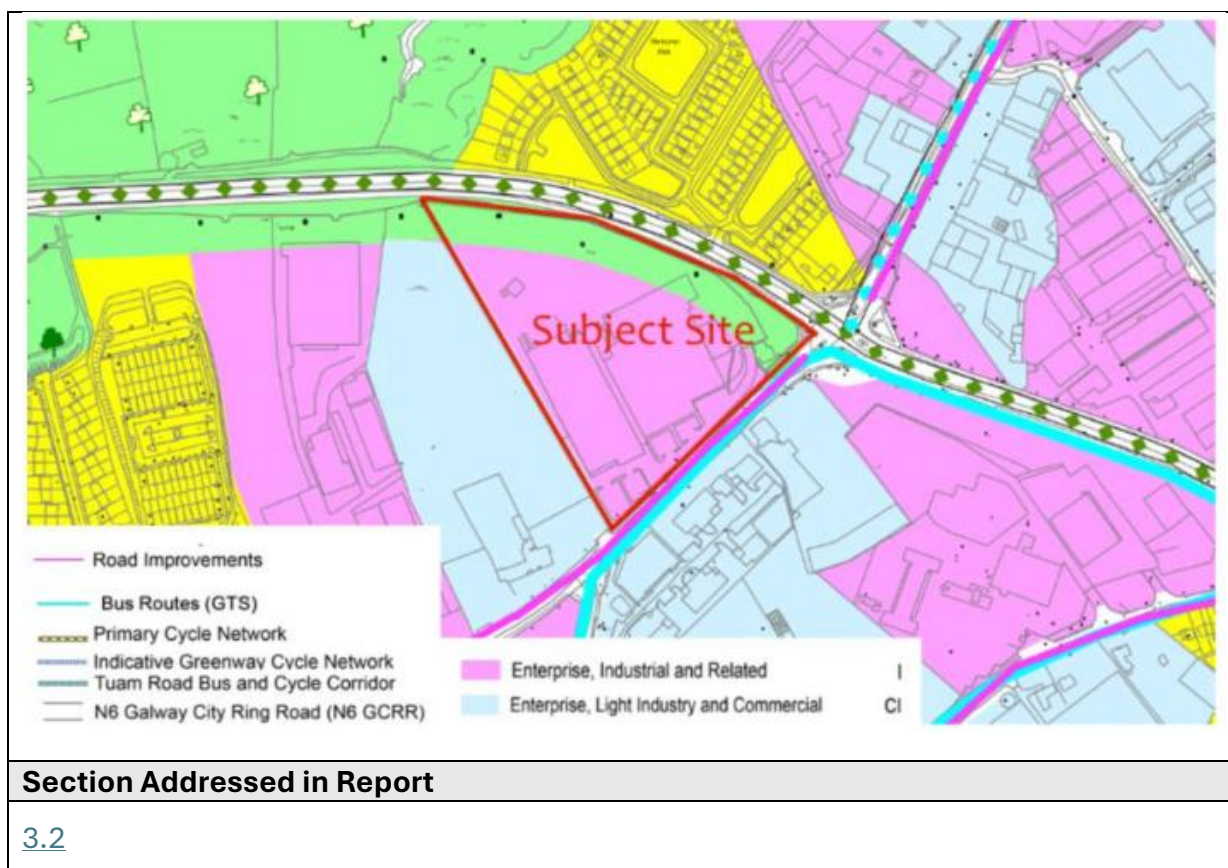 Subject Site
Road Improvements
Bus Routes (GTS)
Primary Cycle Network
Indicative Greenway Cycle Network
Tuam Road Bus and Cycle Corridor
N6 Galway City Ring Road (N6 GCRR)
Enterprise, Industrial and Related I
Enterprise, Light Industry and Commercial CI
Section Addressed in Report
3.2